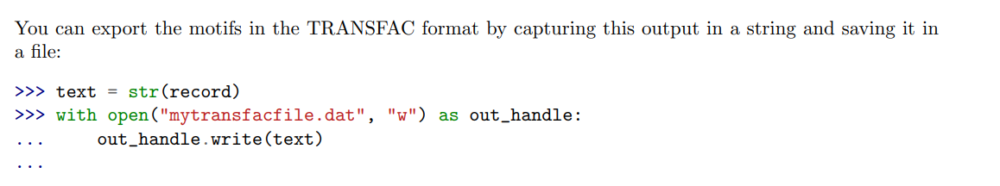 You can export the motifs in the TRANSFAC format by capturing this output in a string and saving it in
a file:
>>> text = str(record)
>>> with open("mytransfacfile.dat", "w") as out_handle:
...     out_handle.write(text)
...